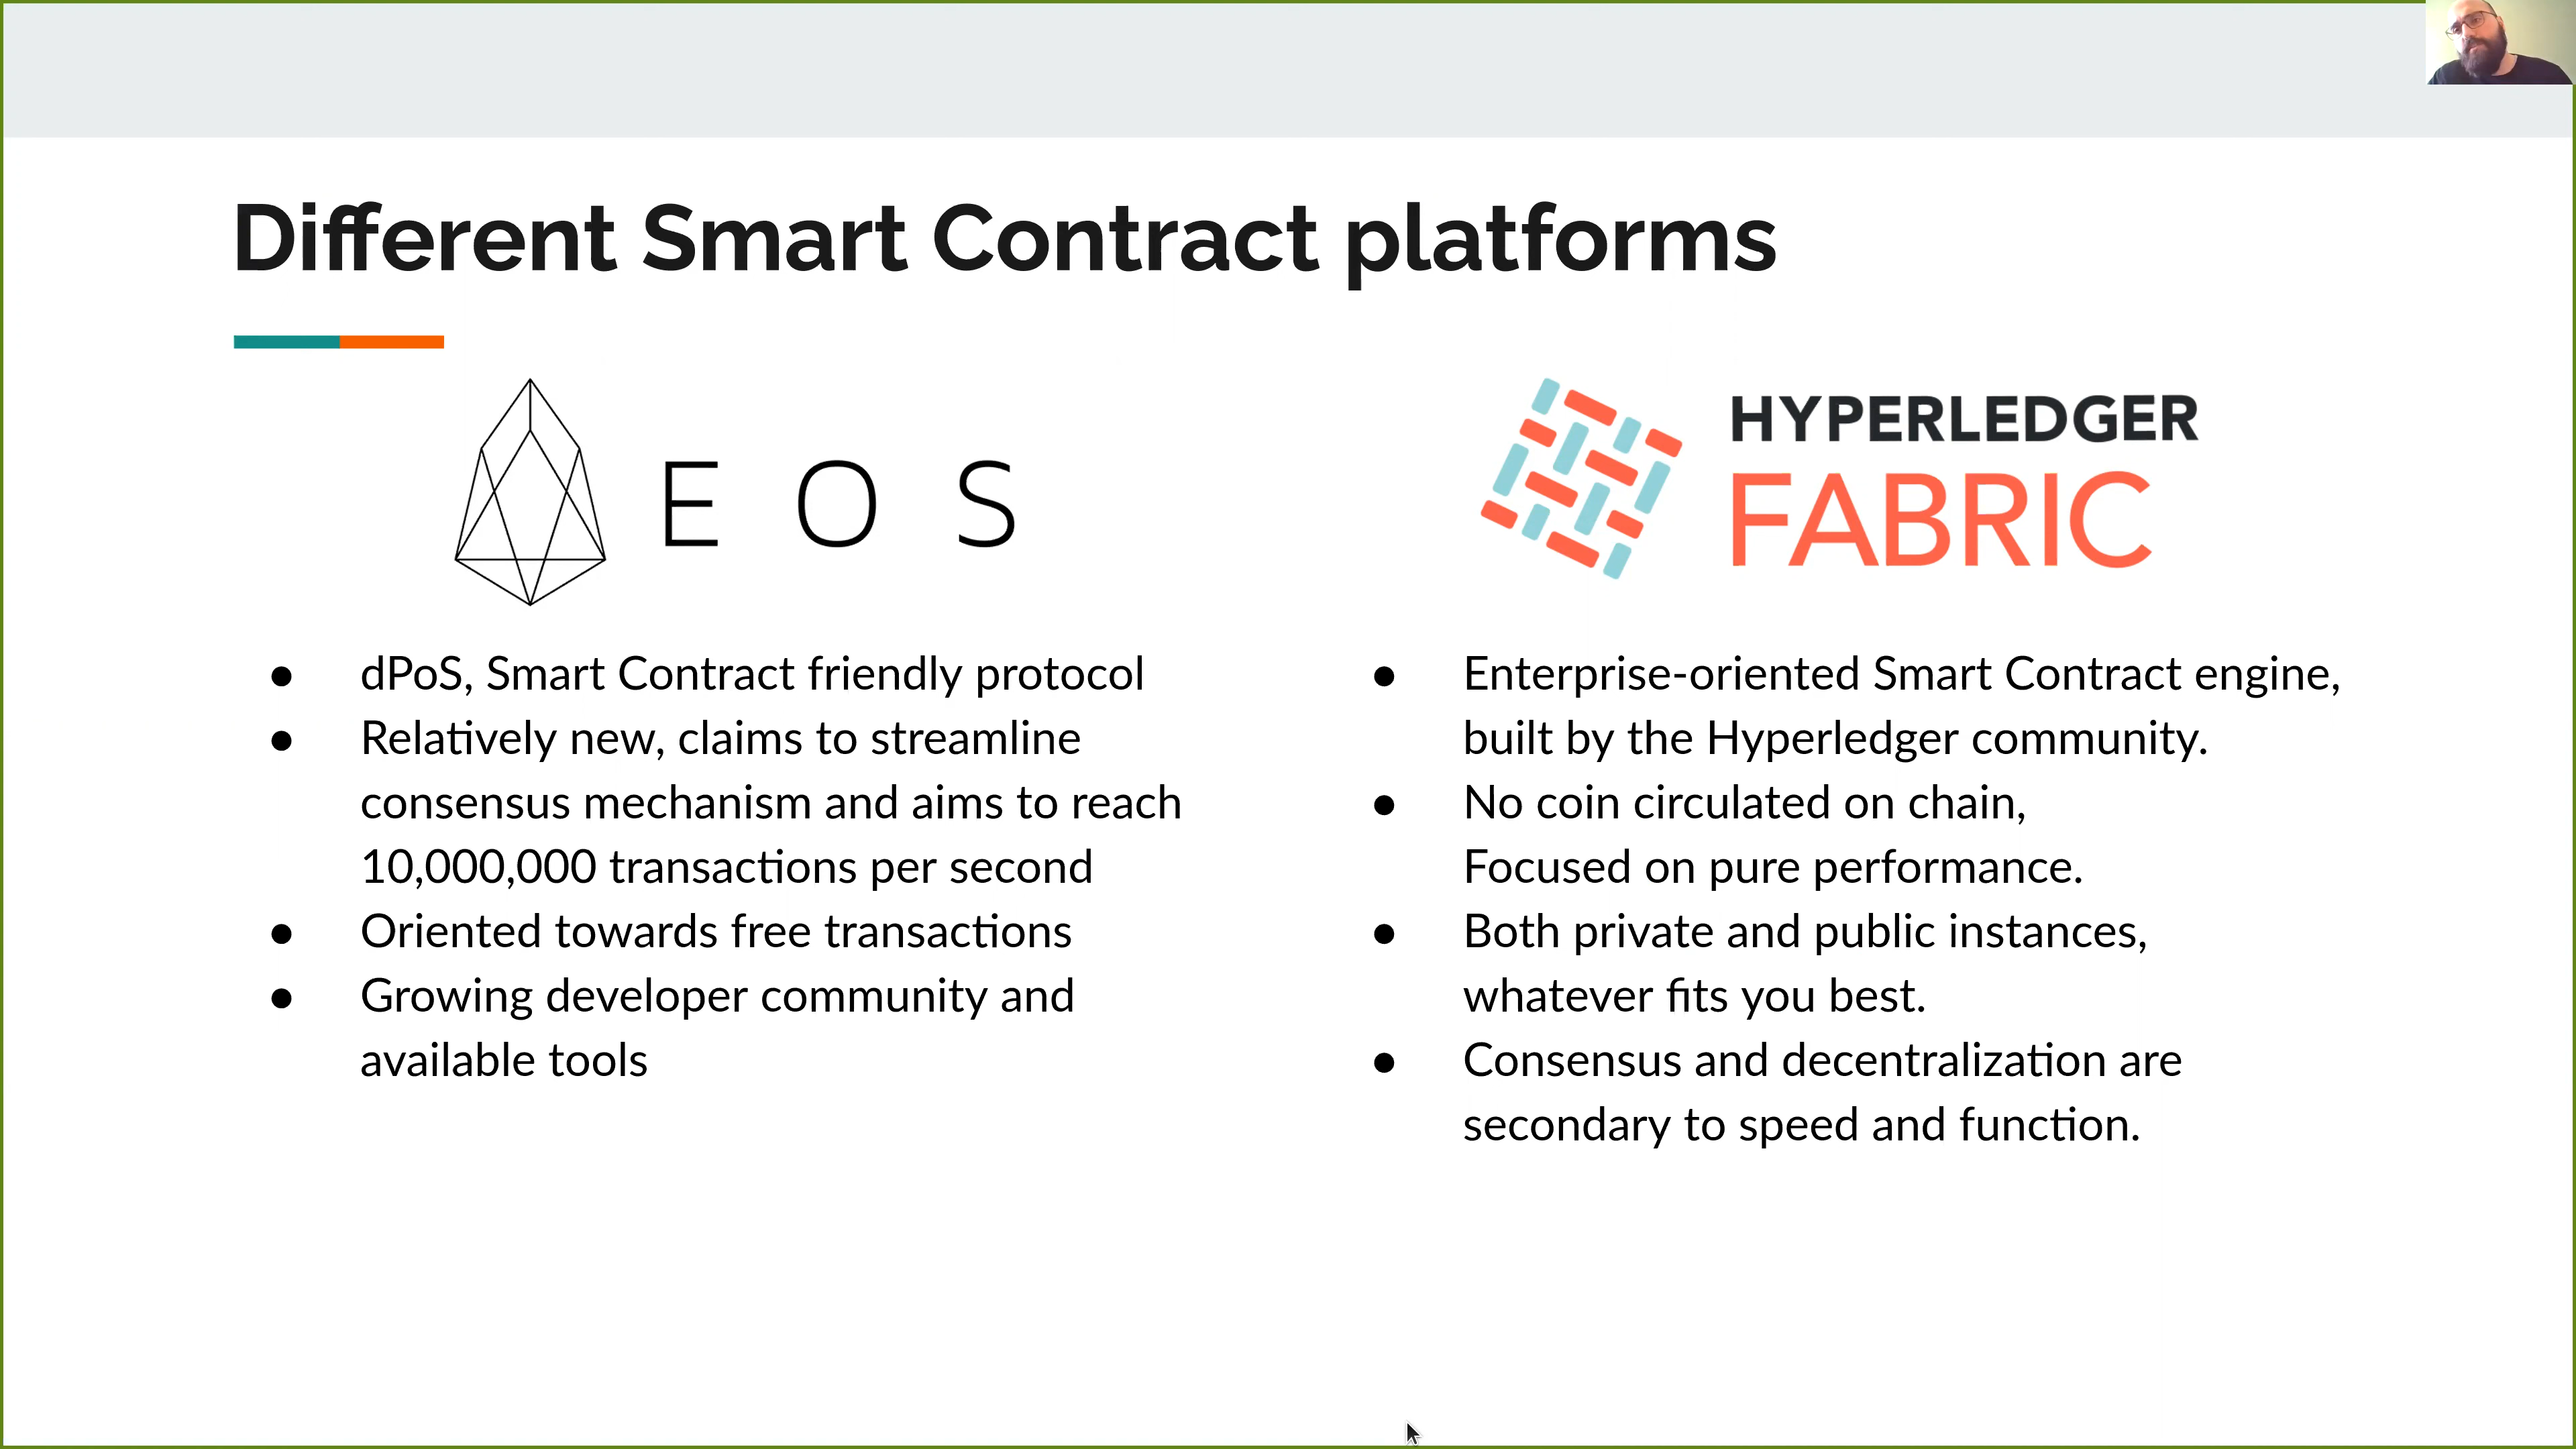 Different Smart Contract platforms
E O S
● dPoS, Smart Contract friendly protocol
● Relatively new, claims to streamline
consensus mechanism and aims to reach
10,000,000 transactions per second
● Oriented towards free transactions
● Growing developer community and
available tools
HYPERLEDGER
FABRIC
● Enterprise-oriented Smart Contract engine,
built by the Hyperledger community.
● No coin circulated on chain,
Focused on pure performance.
● Both private and public instances,
whatever fits you best.
● Consensus and decentralization are
secondary to speed and function.